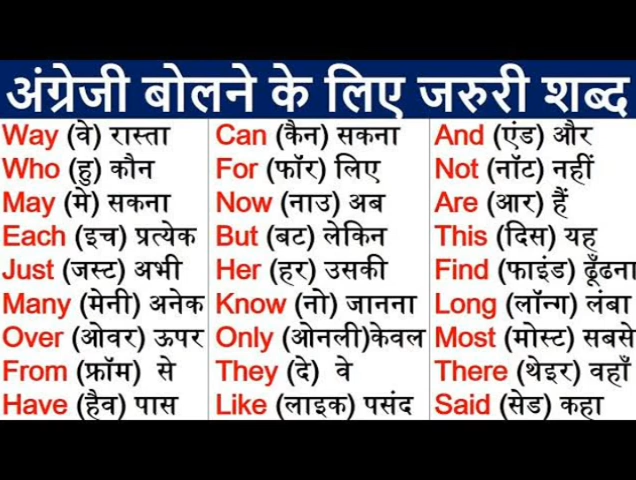 अंग्रेजी बोलने के लिए जरुरी शब्द
Way (वे) रास्ता
Who (हु) कौन
May (मे) सकना
Each (इच) प्रत्येक
Just (जस्ट) अभी
Many (मेनी) अनेक
Over (ओवर) ऊपर
From (फ्रॉम) से
Have (हैव) पास
Can (कैन) सकना
For (फॉर) लिए
Now (नाउ) अब
But (बट) लेकिन
Her (हर) उसकी
Know (नो) जानना
Only (ओनली)केवल
They (दे) वे
Like (लाइक) पसंद
And (एंड) और
Not (नॉट) नहीं
Are (आर) हैं
This (दिस) यह
Find (फाइंड) ढूँढना
Long (लॉन्ग) लंबा
Most (मोस्ट) सबसे
There (थेइर) वहाँ
Said (सेड) कहा